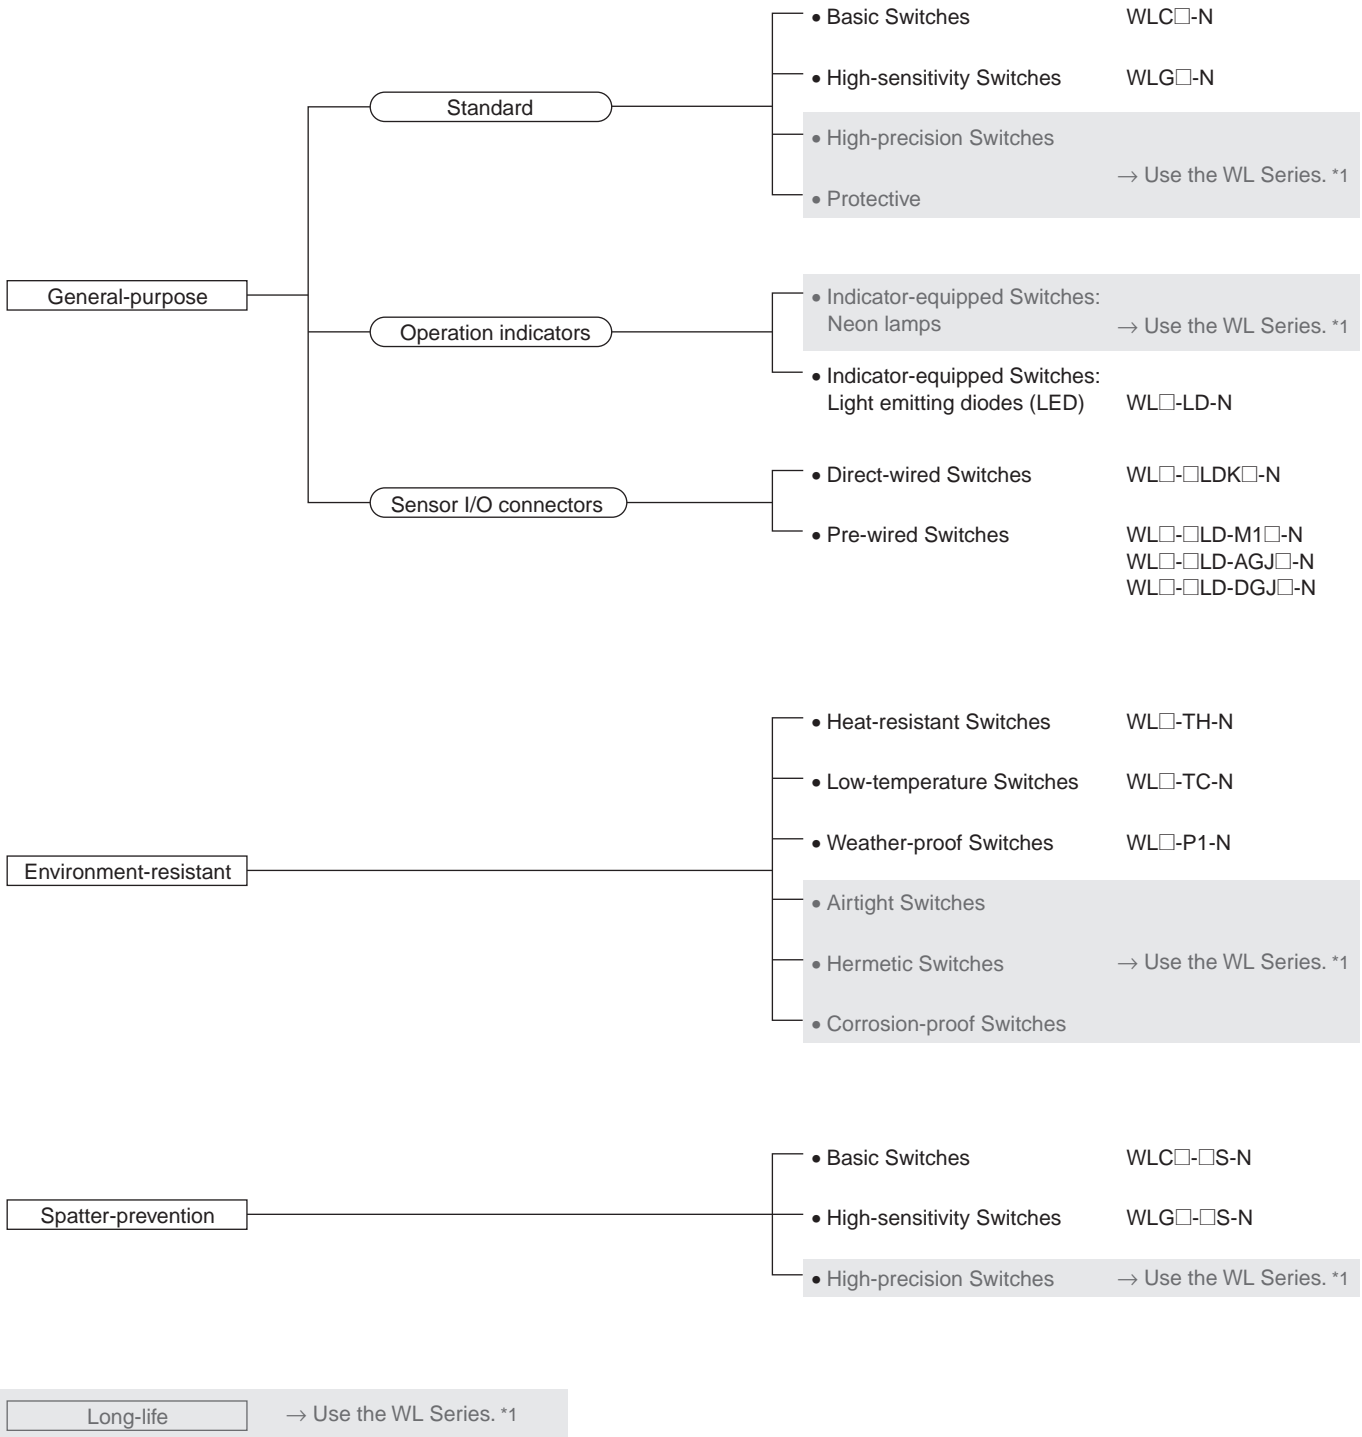 • Basic Switches WLC□-N
• High-sensitivity Switches WLG□-N
Standard
• High-precision Switches
→ Use the WL Series. *1
• Protective
General-purpose
• Indicator-equipped Switches:
Neon lamps → Use the WL Series. *1
Operation indicators
• Indicator-equipped Switches:
Light emitting diodes (LED) WL□-LD-N
• Direct-wired Switches WL□-□LDK□-N
Sensor I/O connectors
• Pre-wired Switches WL□-□LD-M1□-N
WL□-□LD-AGJ□-N
WL□-□LD-DGJ□-N
• Heat-resistant Switches WL□-TH-N
• Low-temperature Switches WL□-TC-N
• Weather-proof Switches WL□-P1-N
Environment-resistant
• Airtight Switches
• Hermetic Switches → Use the WL Series. *1
• Corrosion-proof Switches
• Basic Switches WLC□-□S-N
Spatter-prevention
• High-sensitivity Switches WLG□-□S-N
• High-precision Switches → Use the WL Series. *1
Long-life → Use the WL Series. *1